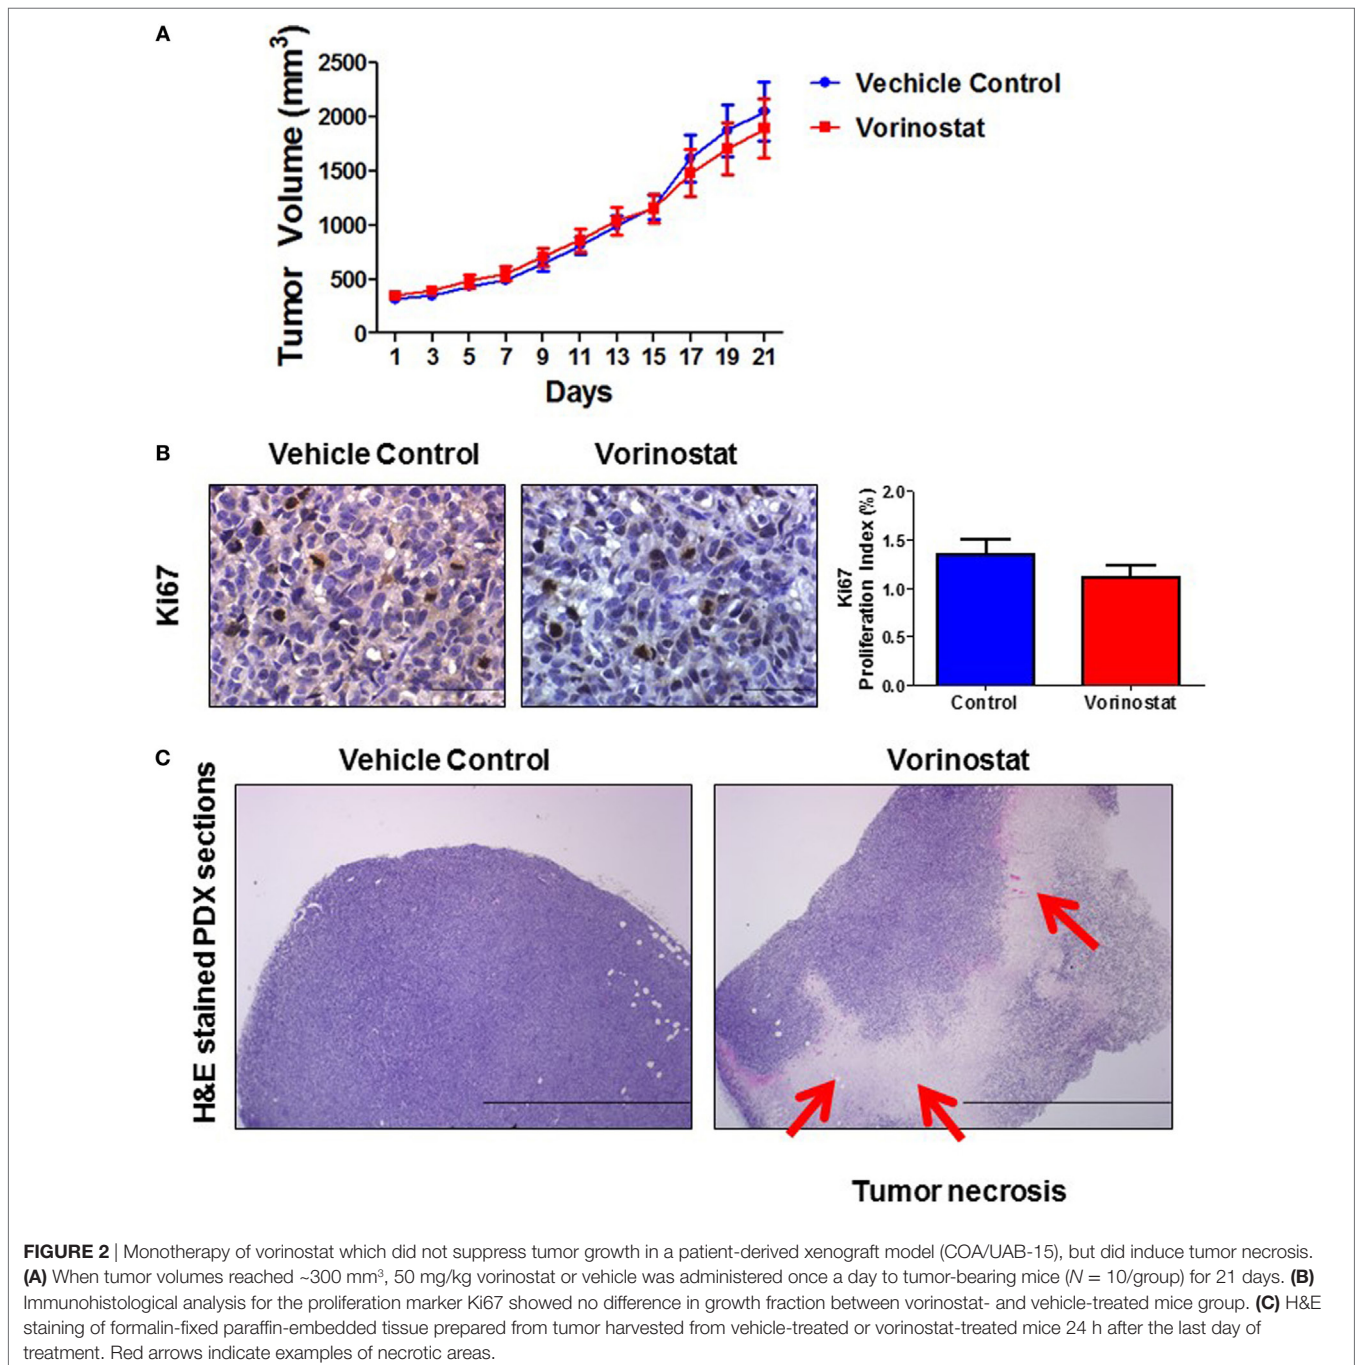 A
Tumor Volume (mm³)
2500
2000
1500
1000
500
0
1 3 5 7 9 11 13 15 17 19 21
Days
Vechicle Control
Vorinostat
B
Vehicle Control
Vorinostat
Ki67
Ki67
Proliferation Index (%)
2.0
1.5
1.0
0.5
0.0
Control
Vorinostat
C
Vehicle Control
Vorinostat
H&E stained PDX sections
Tumor necrosis
FIGURE 2 | Monotherapy of vorinostat which did not suppress tumor growth in a patient-derived xenograft model (COA/UAB-15), but did induce tumor necrosis.
(A) When tumor volumes reached ~300 mm³, 50 mg/kg vorinostat or vehicle was administered once a day to tumor-bearing mice (N = 10/group) for 21 days. (B)
Immunohistological analysis for the proliferation marker Ki67 showed no difference in growth fraction between vorinostat- and vehicle-treated mice group. (C) H&E
staining of formalin-fixed paraffin-embedded tissue prepared from tumor harvested from vehicle-treated or vorinostat-treated mice 24 h after the last day of
treatment. Red arrows indicate examples of necrotic areas.